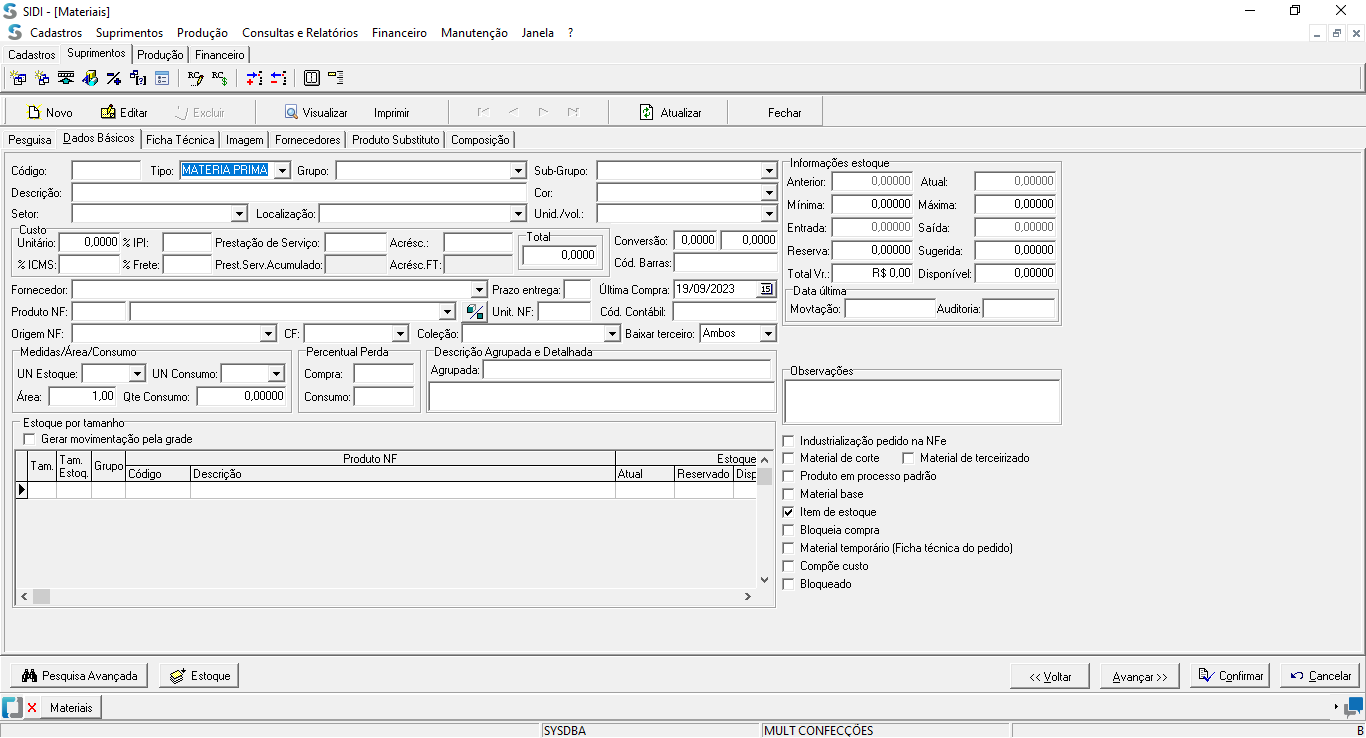 SIDI - [Materiais]
Cadastros Suprimentos Produção Consultas e Relatórios Financeiro Manutenção Janela ?
Cadastros Suprimentos Produção Financeiro
Novo Editar Excluir Visualizar Imprimir Atualizar Fechar
Pesquisa Dados Básicos Ficha Técnica Imagem Fornecedores Produto Substituto Composição
Código: Tipo: MATERIA PRIMA Grupo: Sub-Grupo:
Descrição: Cor:
Setor: Localização: Unid./vol.:
Custo
Unitário: 0,0000 % IPI: Prestação de Serviço: Acrésc.:
% ICMS: % Frete: Prest.Serv.Acumulado: Acrésc.FT:
Total
0,0000
Conversão: 0,0000 0,0000
Cód. Barras:
Fornecedor: Prazo entrega: Última Compra: 19/09/2023 15
Produto NF: Unit. NF: Cód. Contábil:
Origem NF: CF: Coleção: Baixar terceiro: Ambos
Informações estoque
Anterior: 0,00000 Atual: 0,00000
Mínima: 0,00000 Máxima: 0,00000
Entrada: 0,00000 Saída: 0,00000
Reserva: 0,00000 Sugerida: 0,00000
Total Vr.: R$ 0,00 Disponível: 0,00000
Data última
Movtação: Auditoria:
Medidas/Área/Consumo
UN Estoque: UN Consumo:
Área: 1,00 Qte Consumo: 0,00000
Percentual Perda
Compra:
Consumo:
Descrição Agrupada e Detalhada
Agrupada:
Observações
Estoque por tamanho
Gerar movimentação pela grade
Tam. Tam. Estoq. Grupo Produto NF Estoque
Código Descrição Atual Reservado Disp
Industrialização pedido na NFe
Material de corte Material de terceirizado
Produto em processo padrão
Material base
Item de estoque
Bloqueia compra
Material temporário (Ficha técnica do pedido)
Compõe custo
Bloqueado
Pesquisa Avançada Estoque << Voltar Avançar >> Confirmar Cancelar
Materiais
SYSDBA MULT CONFECÇÕES B